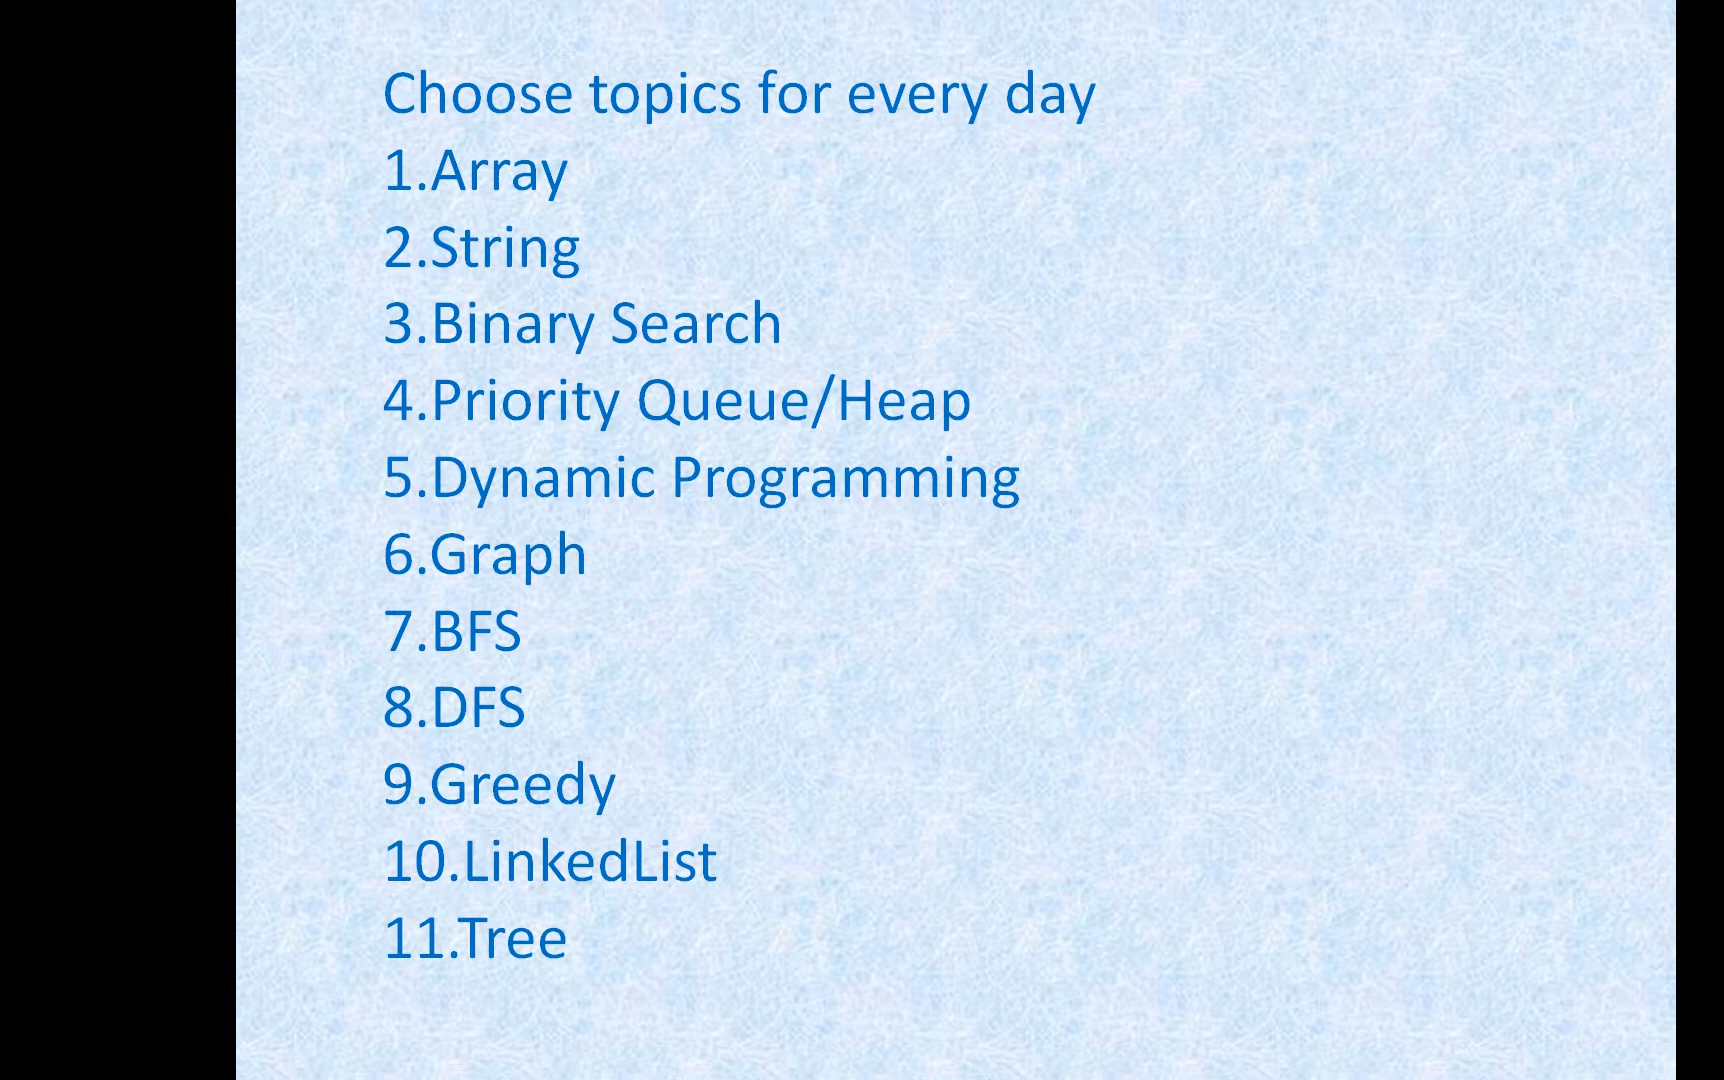 Choose topics for every day
1.Array
2.String
3.Binary Search
4.Priority Queue/Heap
5.Dynamic Programming
6.Graph
7.BFS
8.DFS
9.Greedy
10.LinkedList
11.Tree